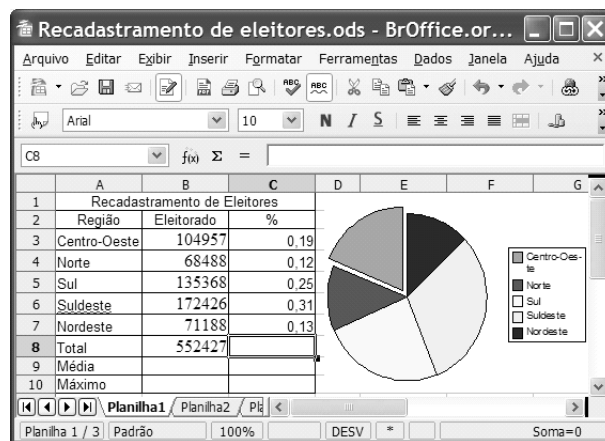 Recadastramento de eleitores.ods - BrOffice.or...
Arquivo Editar Exibir Inserir Formatar Ferramentas Dados Janela Ajuda
Arial 10 N I S
C8 f(x) Σ =
A B C D E F G
1 Recadastramento de Eleitores
2 Região Eleitorado %
3 Centro-Oeste 104957 0,19
4 Norte 68488 0,12
5 Sul 135368 0,25
6 Suldeste 172426 0,31
7 Nordeste 71188 0,13
8 Total 552427
9 Média
10 Máximo
Centro-Oes-
te
Norte
Sul
Suldeste
Nordeste
Planilha1 Planilha2 Pla
Planilha 1 / 3 Padrão 100% DESV * Soma=0